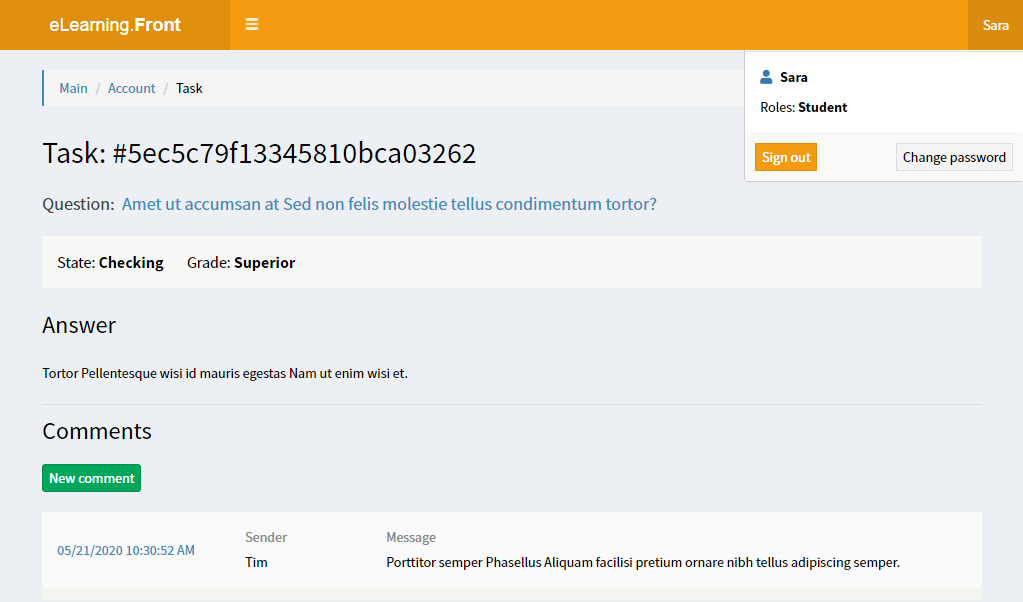 eLearning.Front
Sara
Sara
Roles: Student
Sign out
Change password
Main / Account / Task
Task: #5ec5c79f13345810bca03262
Question: Amet ut accumsan at Sed non felis molestie tellus condimentum tortor?
State: Checking Grade: Superior
Answer
Tortor Pellentesque wisi id mauris egestas Nam ut enim wisi et.
Comments
New comment
Sender Message
05/21/2020 10:30:52 AM
Tim Porttitor semper Phasellus Aliquam facilisi pretium ornare nibh tellus adipiscing semper.